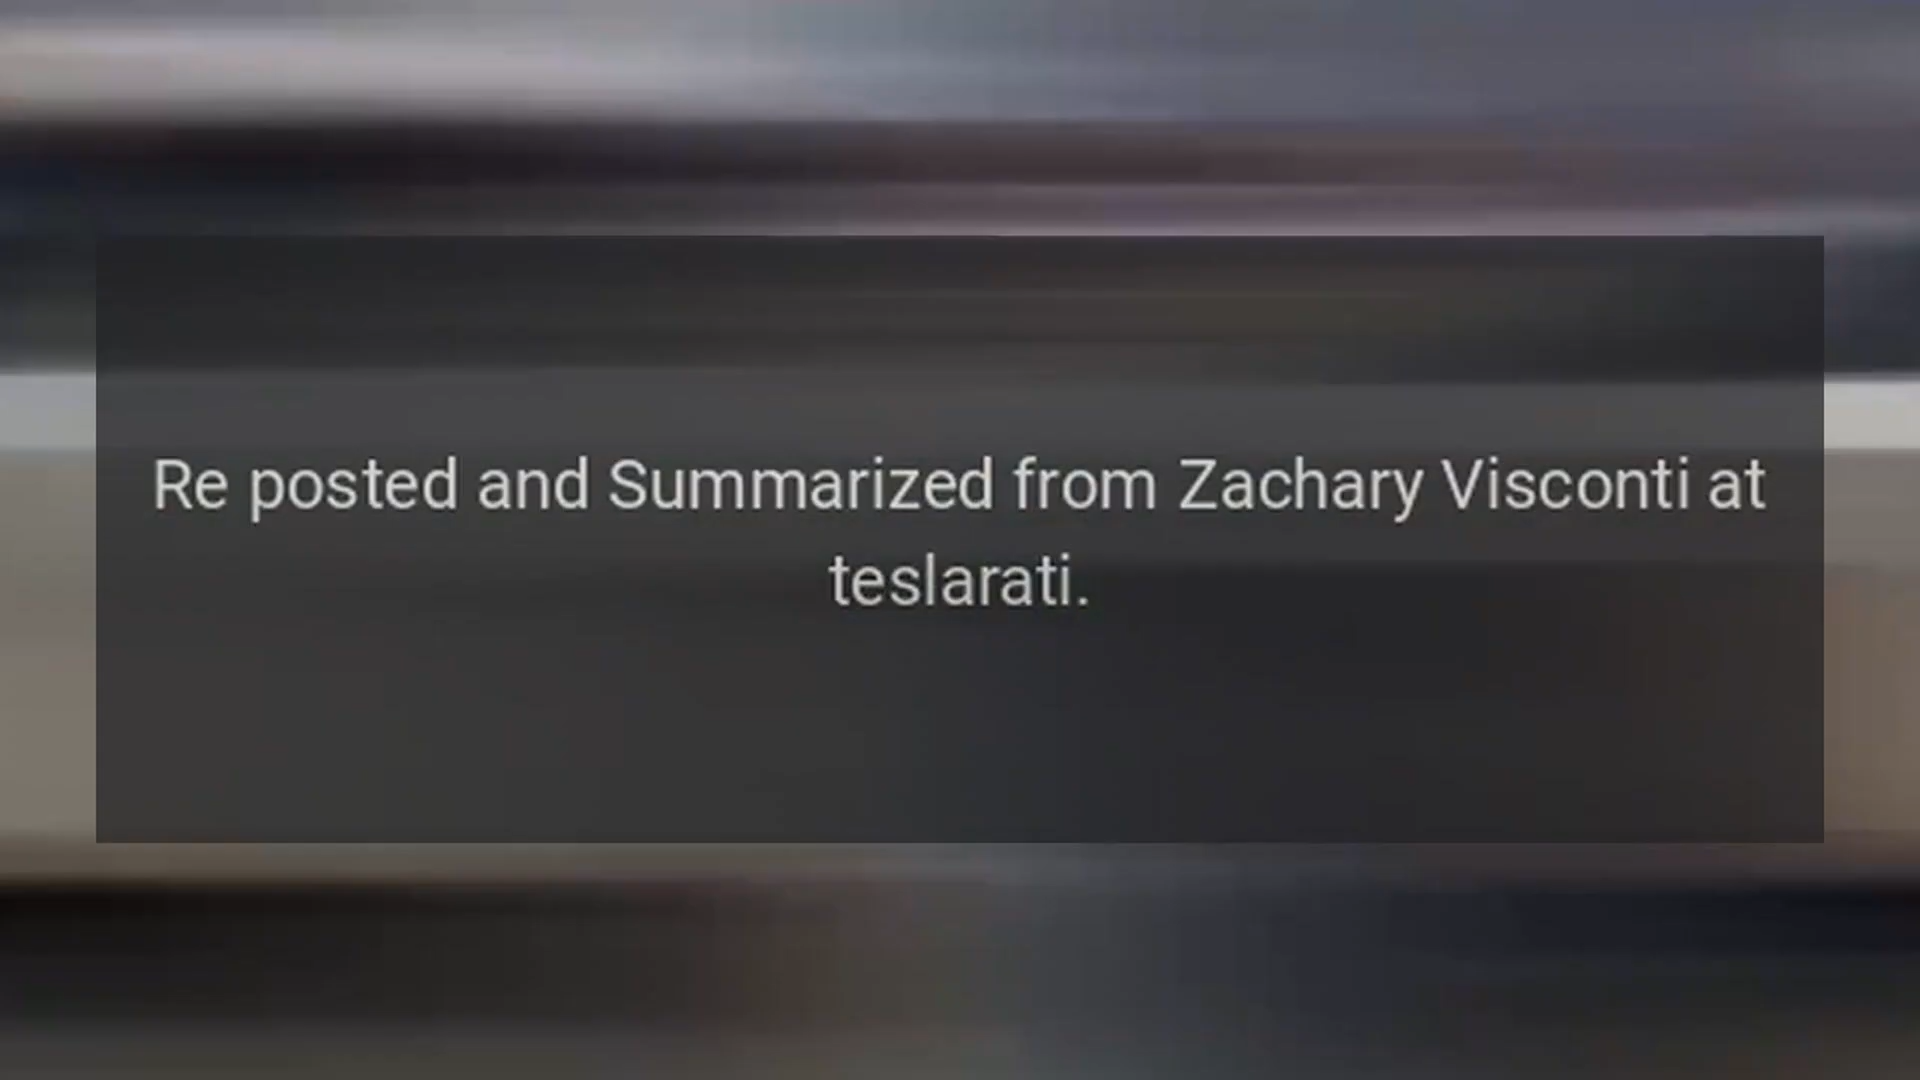 Re posted and Summarized from Zachary Visconti at
teslarati.